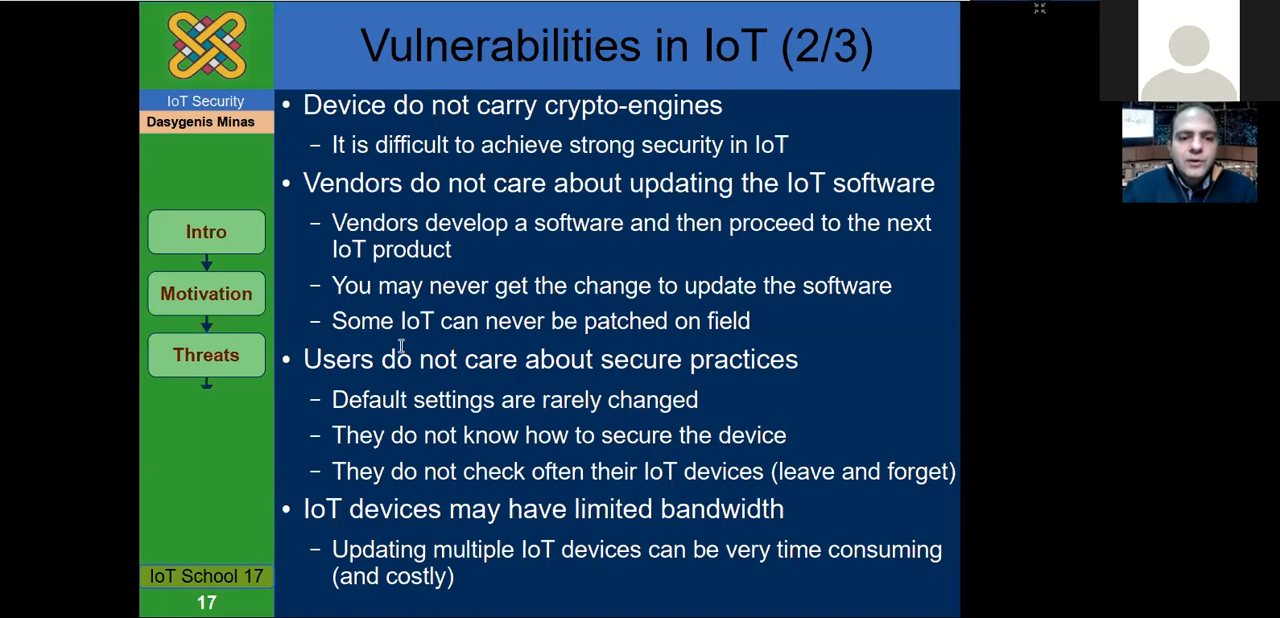 Vulnerabilities in IoT (2/3)
IoT Security
Dasygenis Minas
Intro
Motivation
Threats
IoT School 17
17
• Device do not carry crypto-engines
– It is difficult to achieve strong security in IoT
• Vendors do not care about updating the IoT software
– Vendors develop a software and then proceed to the next
IoT product
– You may never get the change to update the software
– Some IoT can never be patched on field
• Users do not care about secure practices
– Default settings are rarely changed
– They do not know how to secure the device
– They do not check often their IoT devices (leave and forget)
• IoT devices may have limited bandwidth
– Updating multiple IoT devices can be very time consuming
(and costly)